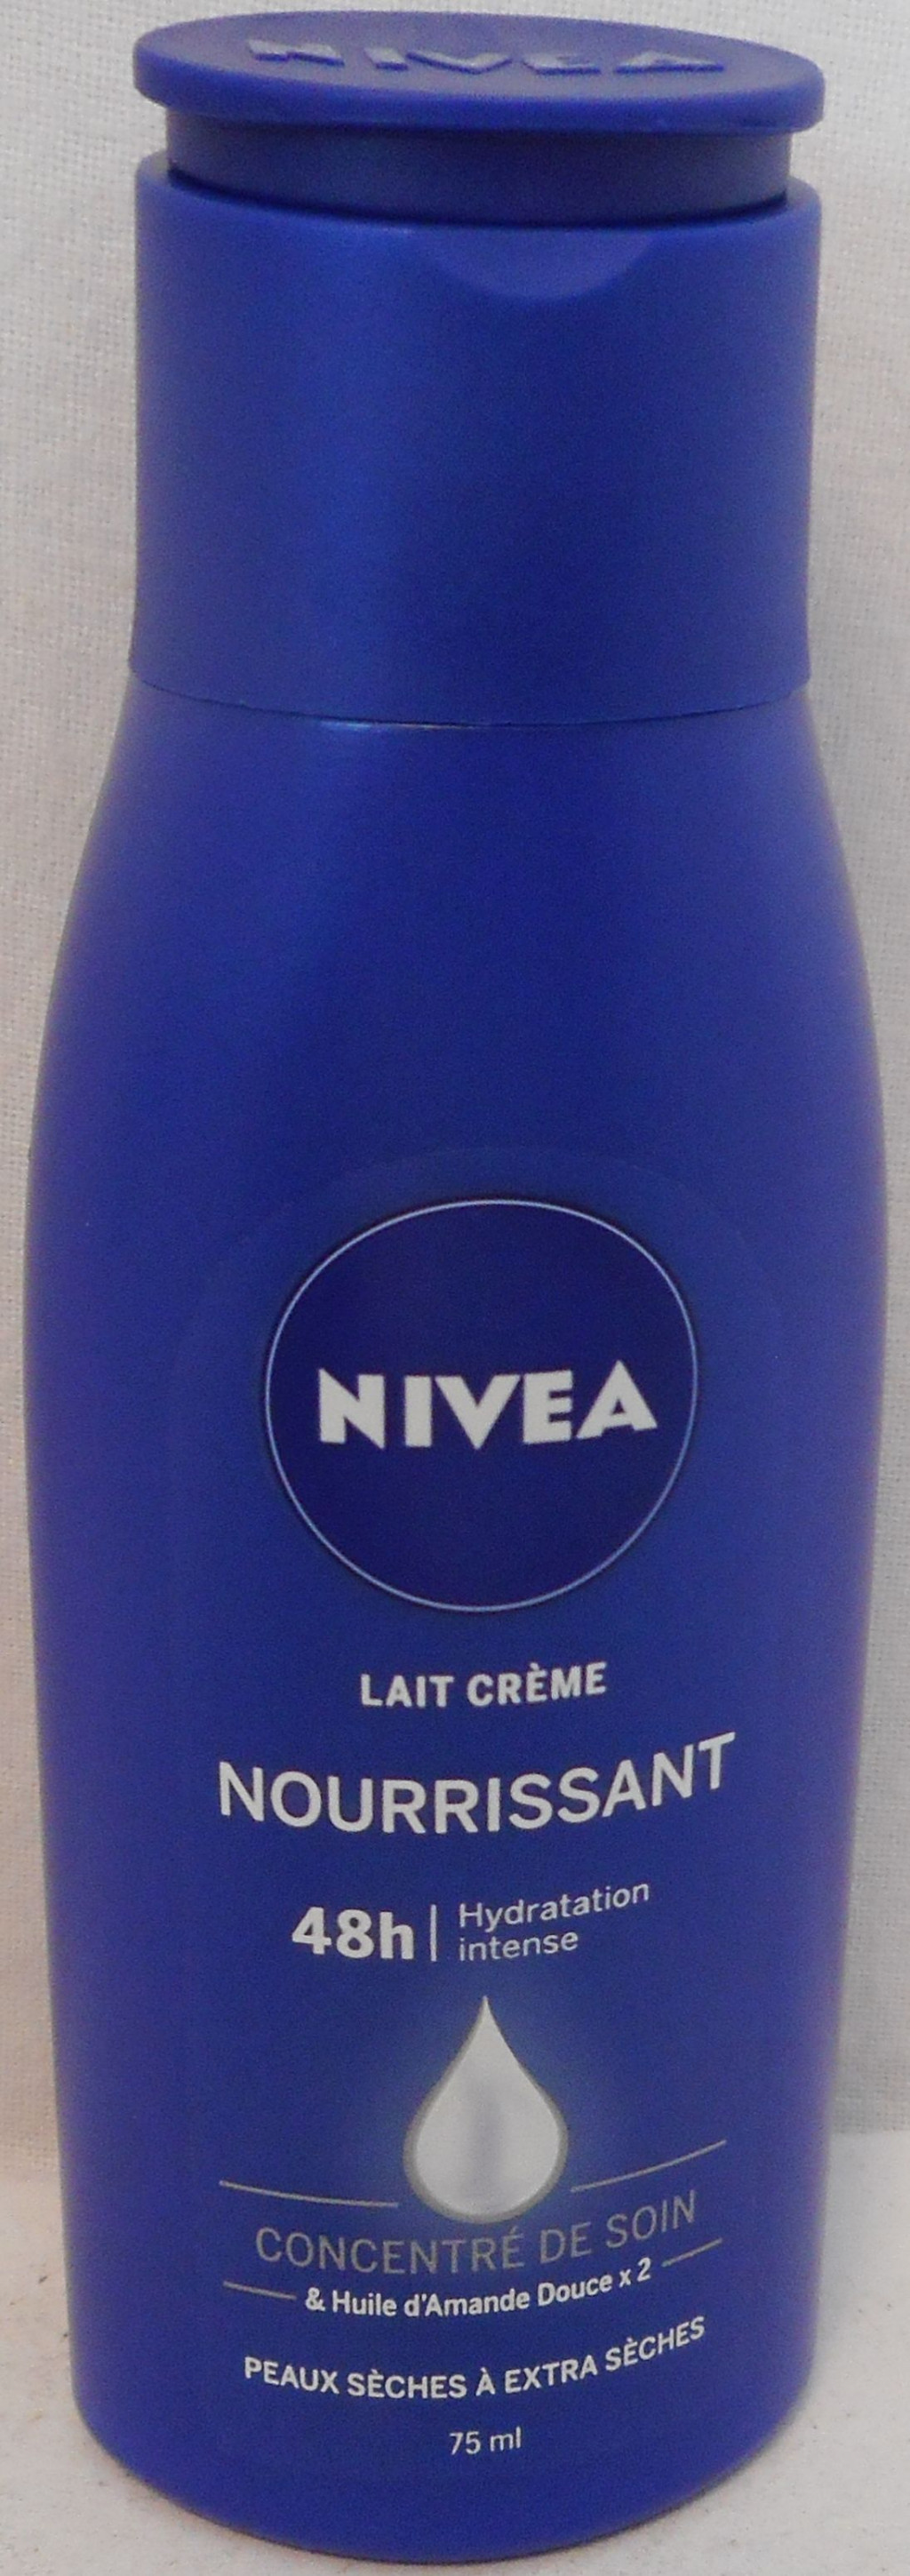 NIVEA
NIVEA
LAIT CRÈME
NOURRISSANT
48h | Hydratation
intense
CONCENTRÉ DE SOIN
& Huile d'Amande Douce x 2
PEAUX SÈCHES À EXTRA SÈCHES
75 ml